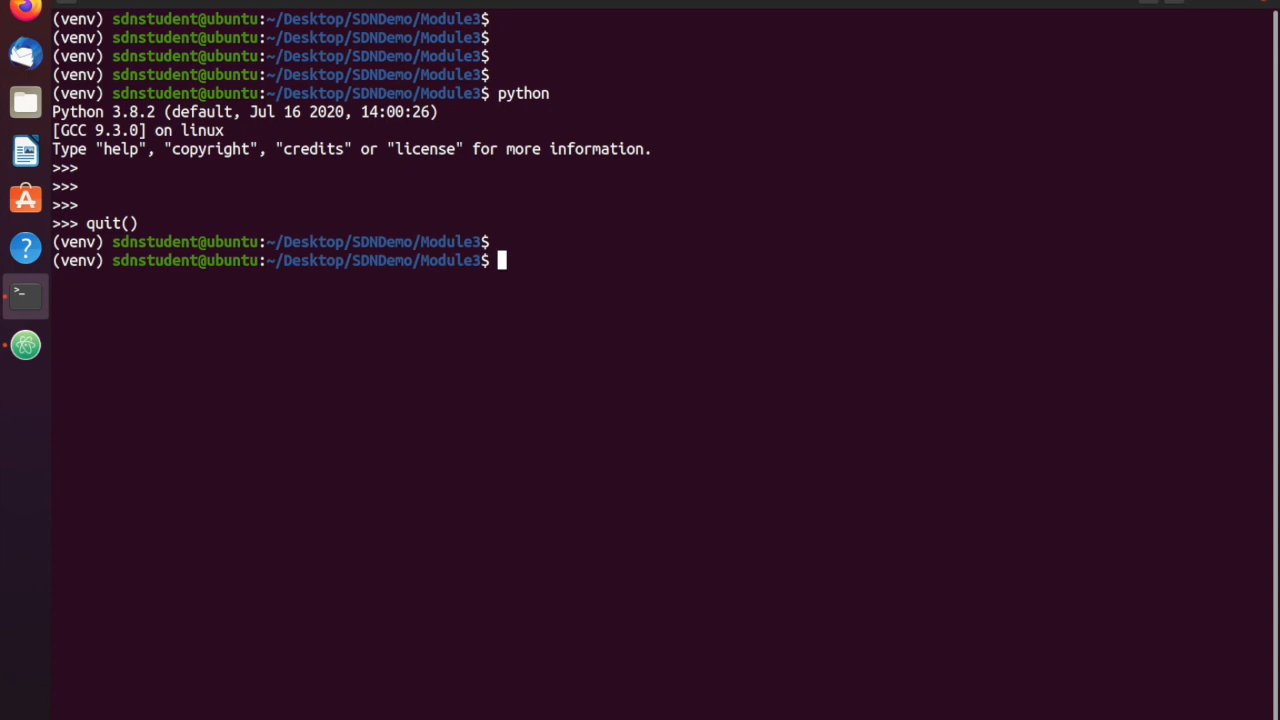 (venv) sdnstudent@ubuntu:~/Desktop/SDNDemo/Module3$
(venv) sdnstudent@ubuntu:~/Desktop/SDNDemo/Module3$
(venv) sdnstudent@ubuntu:~/Desktop/SDNDemo/Module3$
(venv) sdnstudent@ubuntu:~/Desktop/SDNDemo/Module3$
(venv) sdnstudent@ubuntu:~/Desktop/SDNDemo/Module3$ python
Python 3.8.2 (default, Jul 16 2020, 14:00:26)
[GCC 9.3.0] on linux
Type "help", "copyright", "credits" or "license" for more information.
>>>
>>>
>>>
>>> quit()
(venv) sdnstudent@ubuntu:~/Desktop/SDNDemo/Module3$
(venv) sdnstudent@ubuntu:~/Desktop/SDNDemo/Module3$